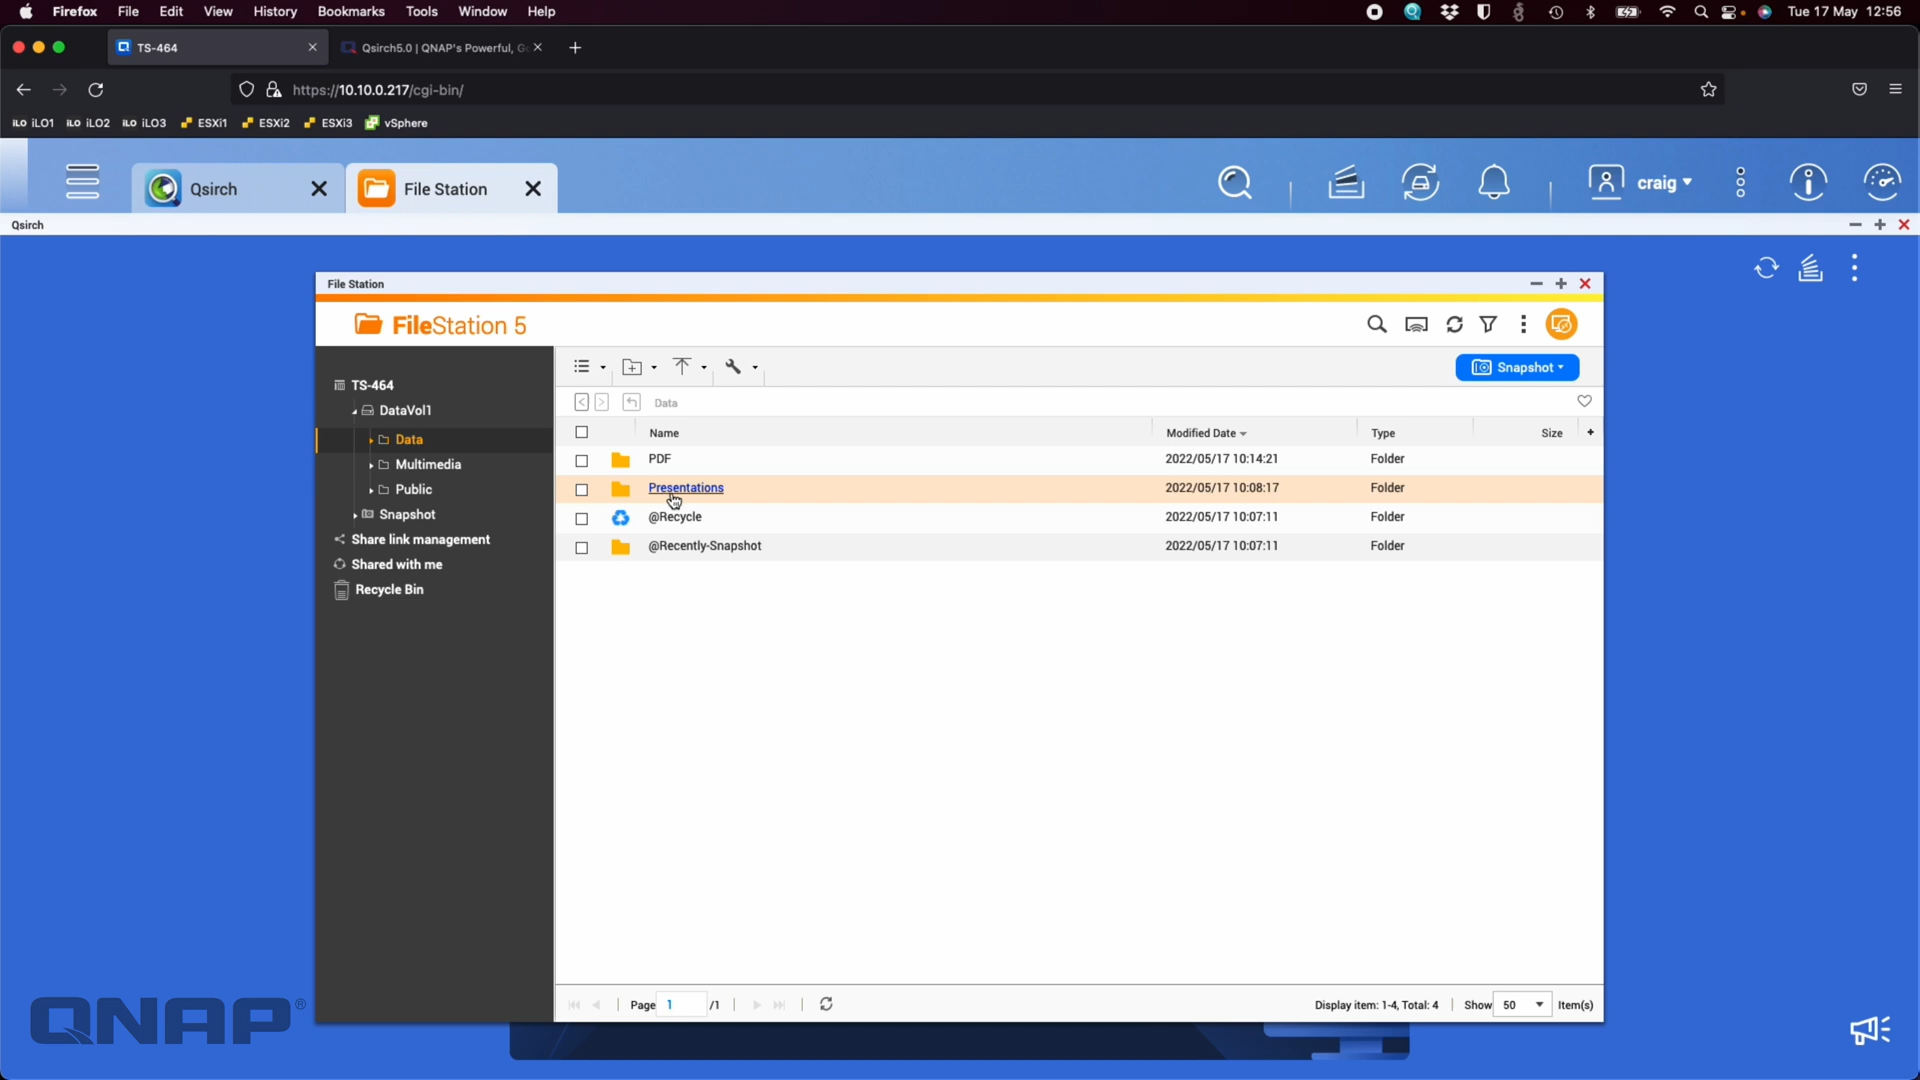 Firefox File Edit View History Bookmarks Tools Window Help Tue 17 May 12:56
TS-464 Qsirch5.0 | QNAP's Powerful, G
https://10.10.0.217/cgi-bin/
iLO iLO1 iLO iLO2 iLO iLO3 ESXi1 ESXi2 ESXi3 vSphere
Qsirch File Station craig
Qsirch
File Station
FileStation 5
Snapshot
TS-464
DataVol1
Data
Multimedia
Public
Snapshot
Share link management
Shared with me
Recycle Bin
Data
Name Modified Date Type Size
PDF 2022/05/17 10:14:21 Folder
Presentations 2022/05/17 10:08:17 Folder
@Recycle 2022/05/17 10:07:11 Folder
@Recently-Snapshot 2022/05/17 10:07:11 Folder
Page 1 /1 Display item: 1-4, Total: 4 Show 50 Item(s)
QNAP®